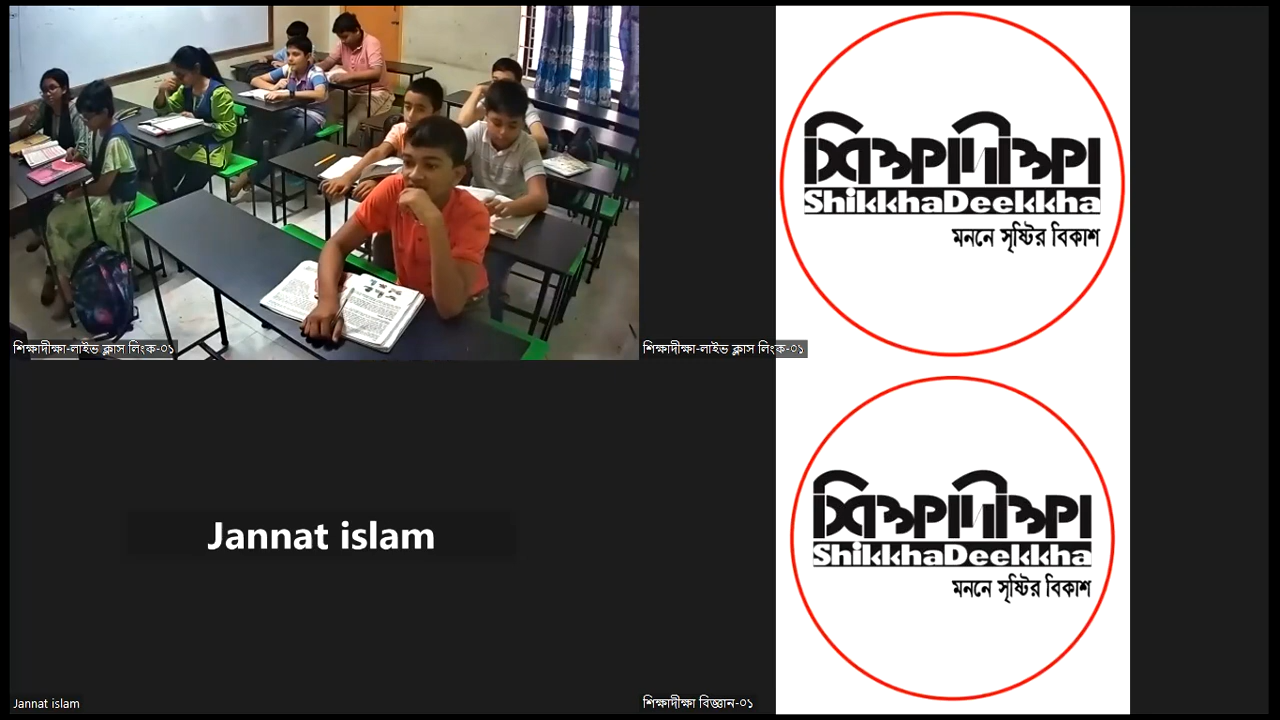 শিক্ষাদীক্ষা-লাইভ ক্লাস লিংক-০১
শিক্ষাদীক্ষা
ShikkhaDeekkha
মননে সৃষ্টির বিকাশ
শিক্ষাদীক্ষা-লাইভ ক্লাস লিংক-০১
Jannat islam
Jannat islam
শিক্ষাদীক্ষা
ShikkhaDeekkha
মননে সৃষ্টির বিকাশ
শিক্ষাদীক্ষা বিজ্ঞান-০১